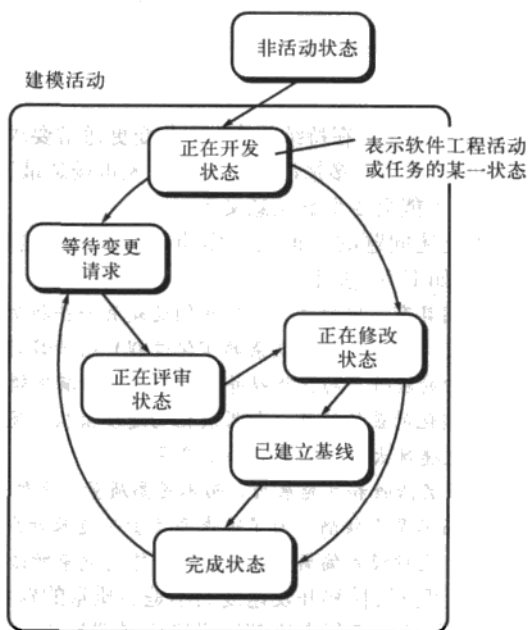 非活动状态
建模活动
正在开发
状态
表示软件工程活动
或任务的某一状态
等待变更
请求
正在修改
状态
正在评审
状态
已建立基线
完成状态